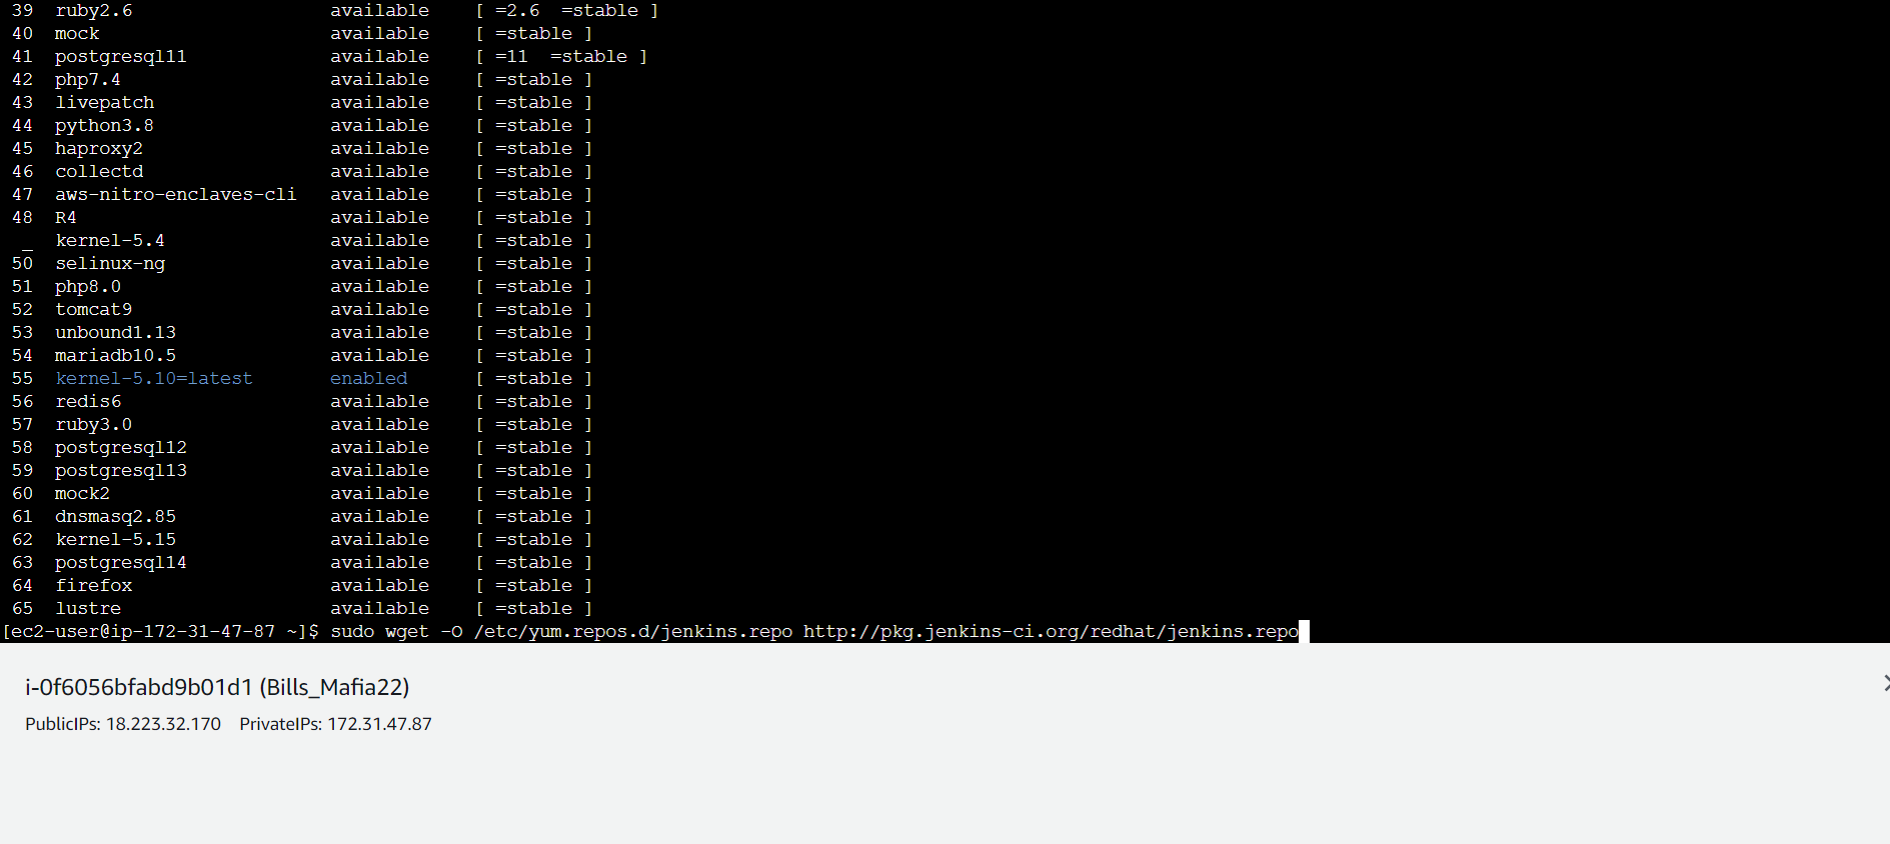 39 ruby2.6 available [ =2.6 =stable ]
40 mock available [ =stable ]
41 postgresql11 available [ =11 =stable ]
42 php7.4 available [ =stable ]
43 livepatch available [ =stable ]
44 python3.8 available [ =stable ]
45 haproxy2 available [ =stable ]
46 collectd available [ =stable ]
47 aws-nitro-enclaves-cli available [ =stable ]
48 R4 available [ =stable ]
_ kernel-5.4 available [ =stable ]
50 selinux-ng available [ =stable ]
51 php8.0 available [ =stable ]
52 tomcat9 available [ =stable ]
53 unbound1.13 available [ =stable ]
54 mariadb10.5 available [ =stable ]
55 kernel-5.10=latest enabled [ =stable ]
56 redis6 available [ =stable ]
57 ruby3.0 available [ =stable ]
58 postgresql12 available [ =stable ]
59 postgresql13 available [ =stable ]
60 mock2 available [ =stable ]
61 dnsmasq2.85 available [ =stable ]
62 kernel-5.15 available [ =stable ]
63 postgresql14 available [ =stable ]
64 firefox available [ =stable ]
65 lustre available [ =stable ]
[ec2-user@ip-172-31-47-87 ~]$ sudo wget -O /etc/yum.repos.d/jenkins.repo http://pkg.jenkins-ci.org/redhat/jenkins.repo
i-0f6056bfabd9b01d1 (Bills_Mafia22)
PublicIPs: 18.223.32.170 PrivateIPs: 172.31.47.87